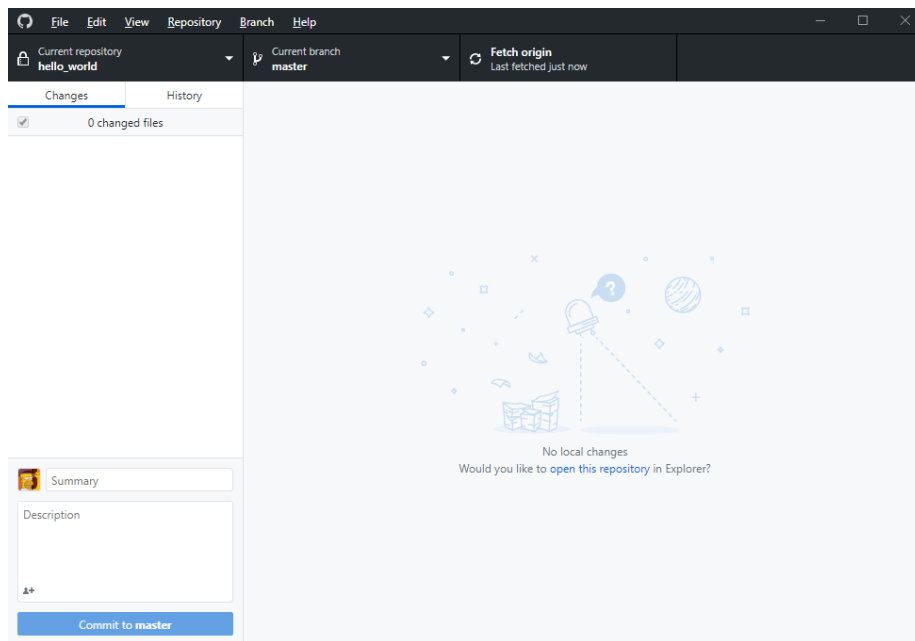 File Edit View Repository Branch Help
Current repository
hello_world
Current branch
master
Fetch origin
Last fetched just now
Changes
History
0 changed files
?
No local changes
Would you like to open this repository in Explorer?
Summary
Description
Commit to master